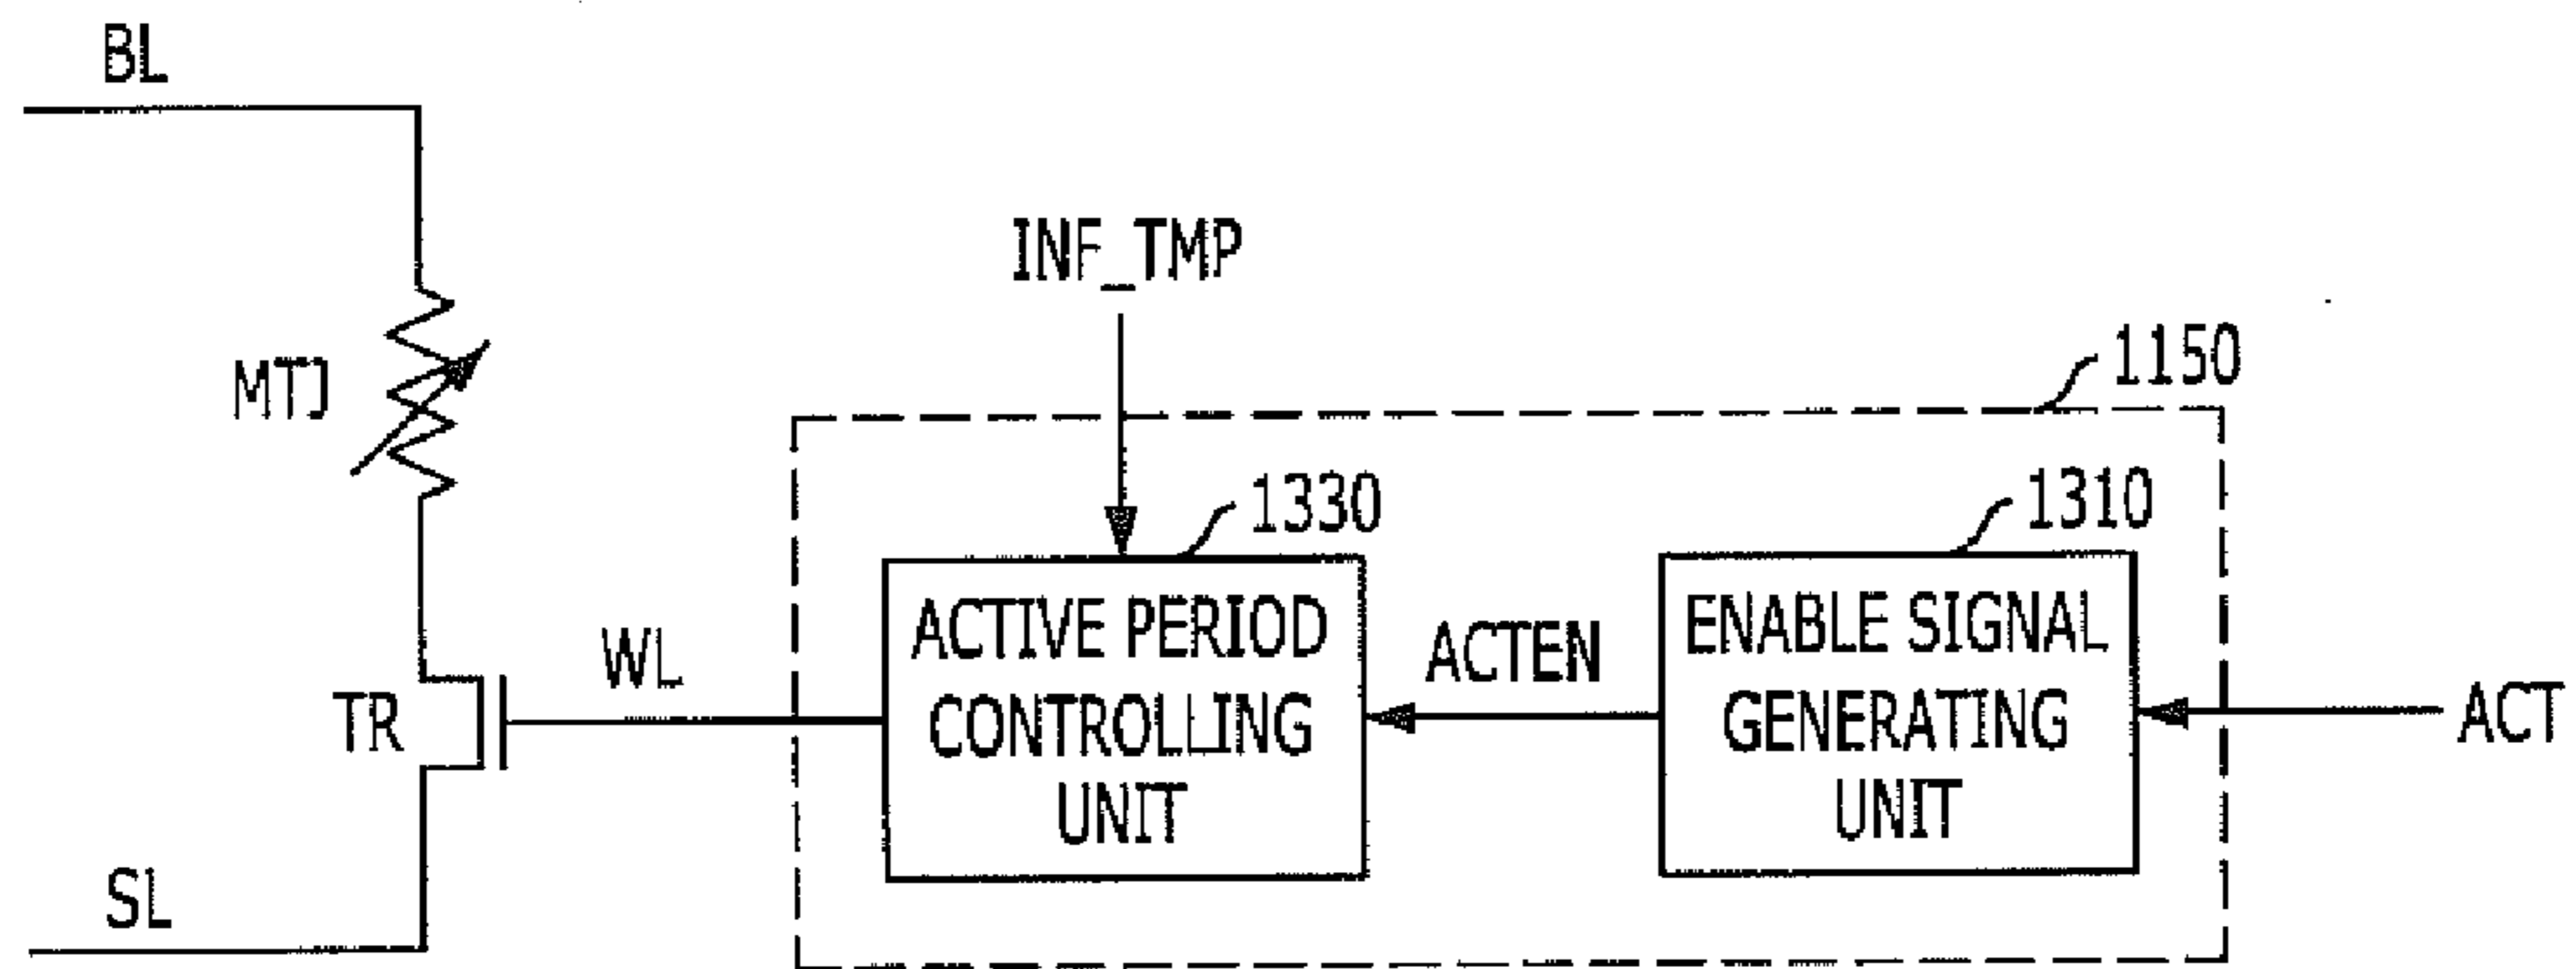 BL
INF_TMP
MTJ
1150
1330
1310
ACTIVE PERIOD
CONTROLLING
UNIT
ENABLE SIGNAL
GENERATING
UNIT
WL
ACTEN
TR
ACT
SL